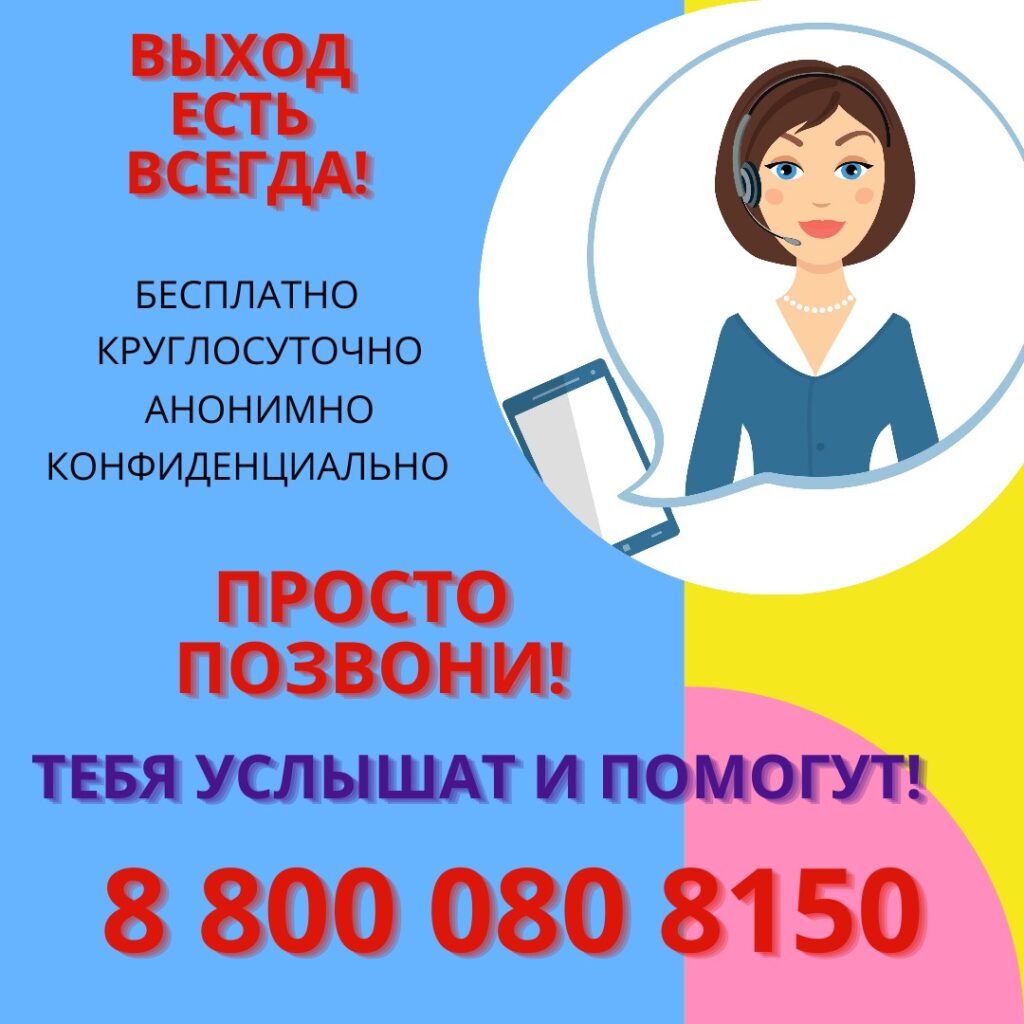 ВЫХОД
ЕСТЬ
ВСЕГДА!
БЕСПЛАТНО
КРУГЛОСУТОЧНО
АНОНИМНО
КОНФИДЕНЦИАЛЬНО
ПРОСТО
ПОЗВОНИ!
ТЕБЯ УСЛЫШАТ И ПОМОГУТ!
8 800 080 8150